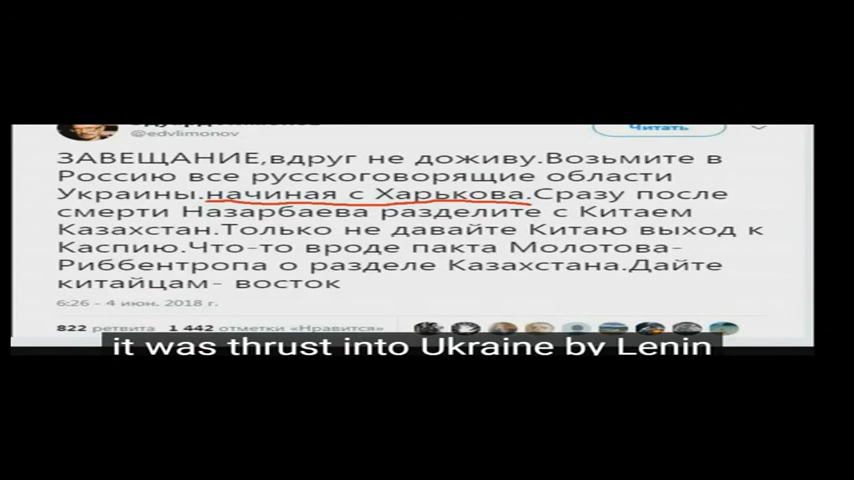 @edvlimonov
Читать
ЗАВЕЩАНИЕ,вдруг не доживу.Возьмите в
Россию все русскоговорящие области
Украины.начиная с Харькова.Сразу после
смерти Назарбаева разделите с Китаем
Казахстан.Только не давайте Китаю выход к
Каспию.Что-то вроде пакта Молотова-
Риббентропа о разделе Казахстана.Дайте
китайцам- восток
6:26 - 4 июн. 2018 г.
822 ретвита 1 442 отметки «Нравится»
it was thrust into Ukraine by Lenin